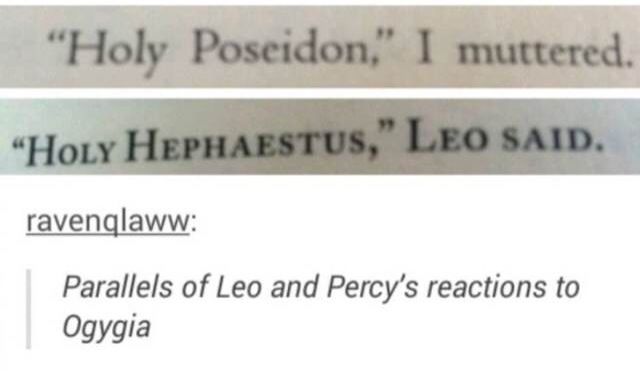 “Holy Poseidon,” I muttered.
“HOLY HEPHAESTUS,” LEO SAID.
ravenqlaww:
Parallels of Leo and Percy's reactions to
Ogygia